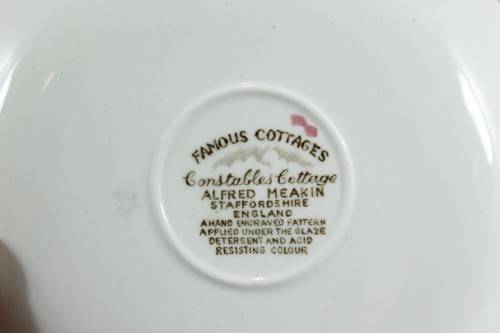 FAMOUS COTTAGES
Constables Cottage
ALFRED MEAKIN
STAFFORDSHIRE
ENGLAND
A HAND ENGRAVED PATTERN
APPLIED UNDER THE GLAZE
DETERGENT AND ACID
RESISTING COLOUR